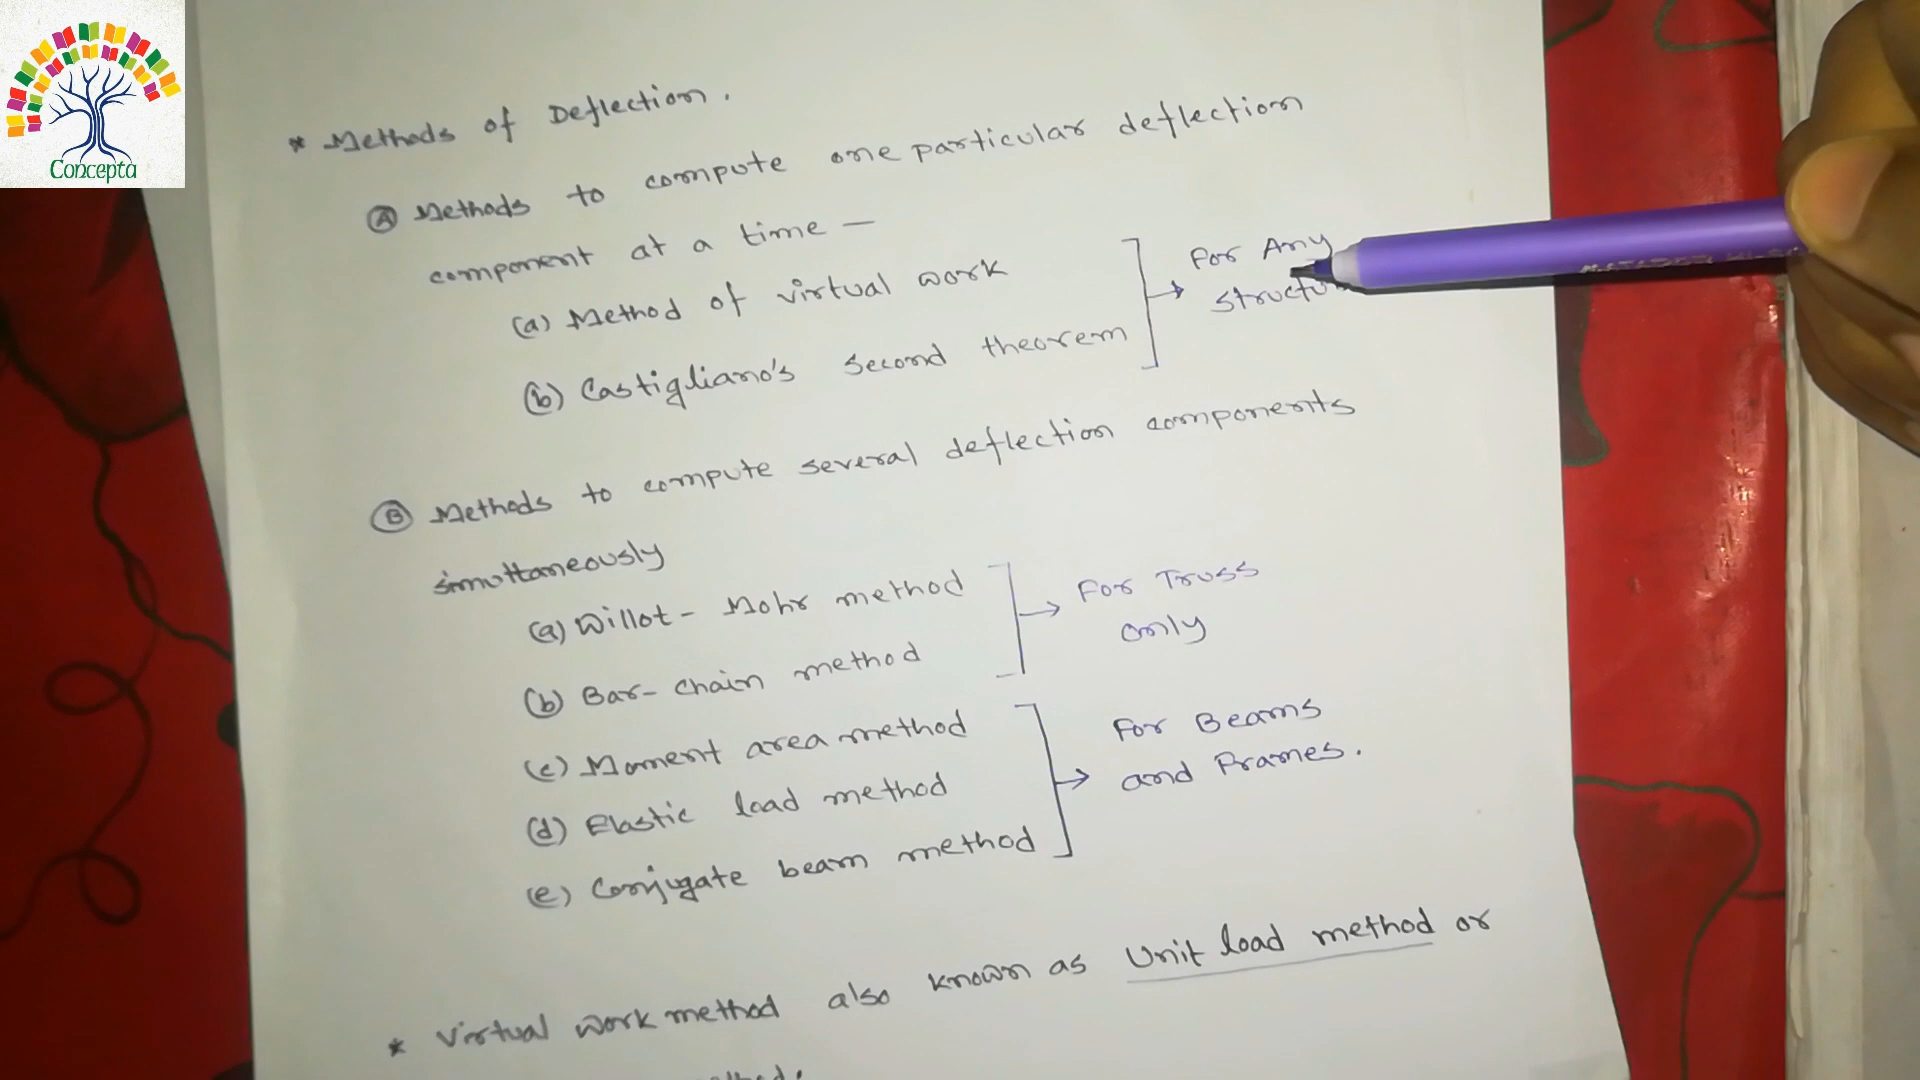 Concepta
* Methods of Deflection.
Ⓐ Methods to compute one particular deflection
component at a time —
(a) Method of virtual work
(b) Castigliano's second theorem
→ For Any
Ⓑ Methods to compute several deflection components
simultaneously
(a) Willot - Mohr method
(b) Bar- chain method
→ For Truss
only
(c) Moment area method
(d) Elastic load method
(e) Conjugate beam method
→ For Beams
and Frames.
* Virtual work method also known as Unit load method or